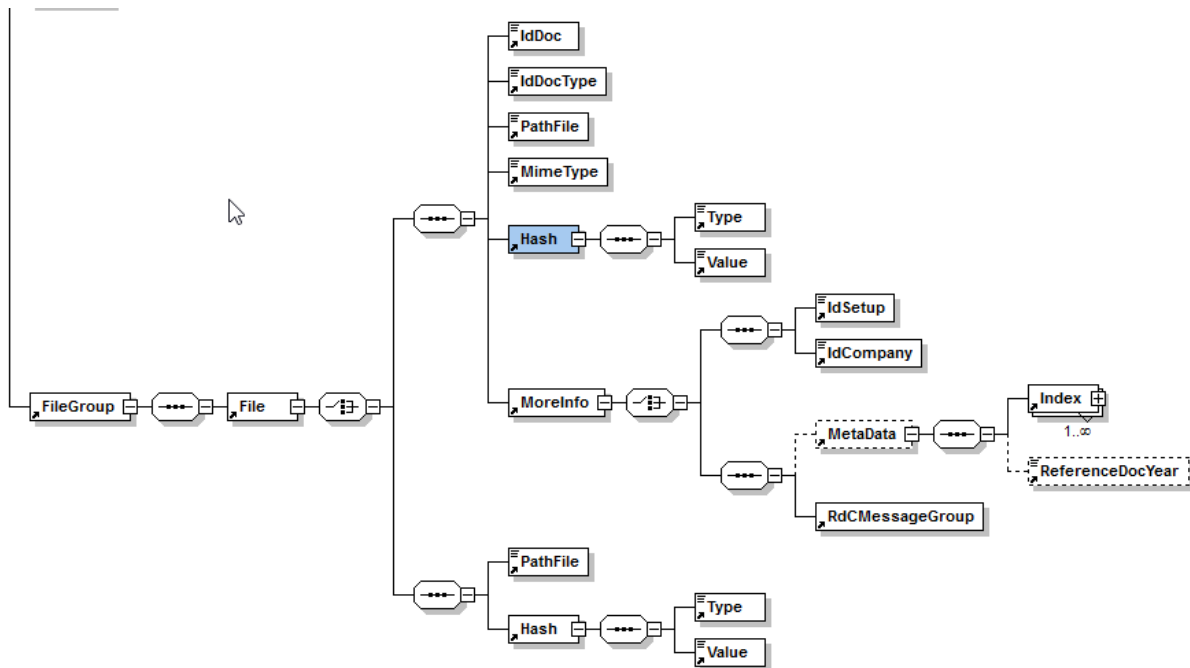 IdDoc
IdDocType
PathFile
MimeType
Hash
Type
Value
IdSetup
IdCompany
FileGroup
File
MoreInfo
Index
1..∞
MetaData
ReferenceDocYear
RdCMessageGroup
PathFile
Hash
Type
Value